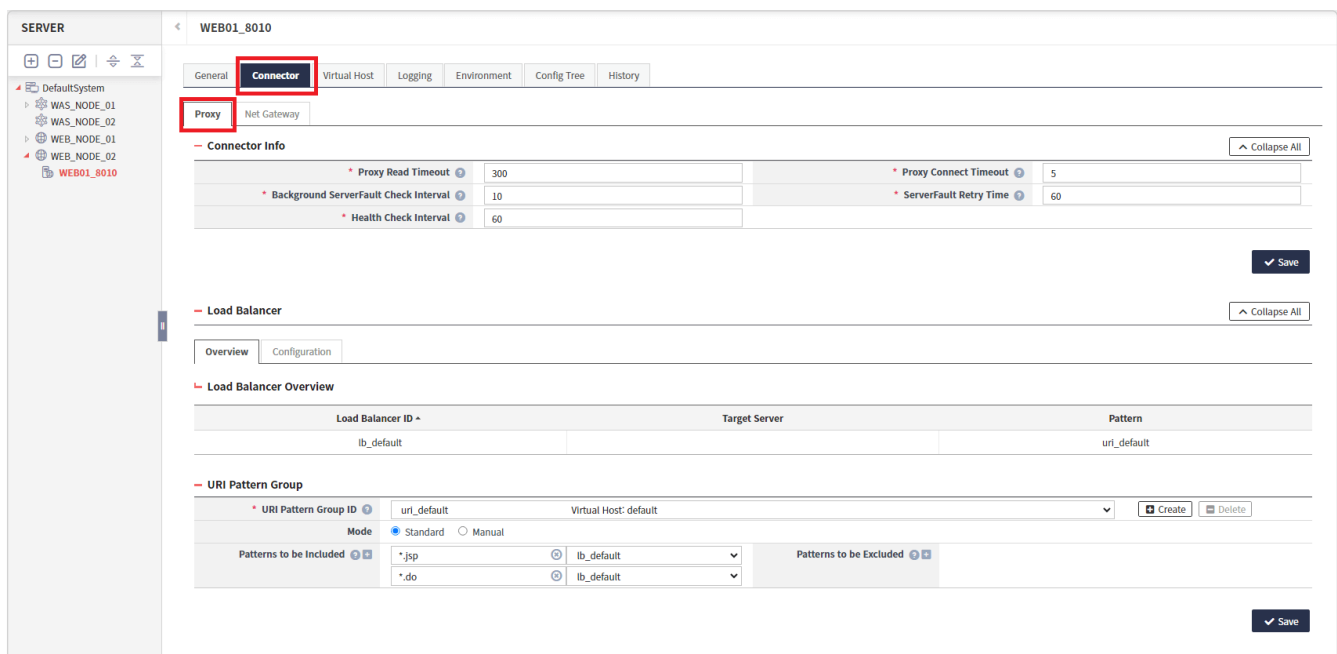 SERVER
WEB01_8010
DefaultSystem
WAS_NODE_01
WAS_NODE_02
WEB_NODE_01
WEB_NODE_02
WEB01_8010
General Connector Virtual Host Logging Environment Config Tree History
Proxy Net Gateway
Connector Info Collapse All
* Proxy Read Timeout 300 * Proxy Connect Timeout 5
* Background ServerFault Check Interval 10 * ServerFault Retry Time 60
* Health Check Interval 60
Save
Load Balancer Collapse All
Overview Configuration
Load Balancer Overview
Load Balancer ID Target Server Pattern
lb_default uri_default
URI Pattern Group
* URI Pattern Group ID uri_default Virtual Host: default Create Delete
Mode Standard Manual
Patterns to be Included *.jsp lb_default Patterns to be Excluded
*.do lb_default
Save